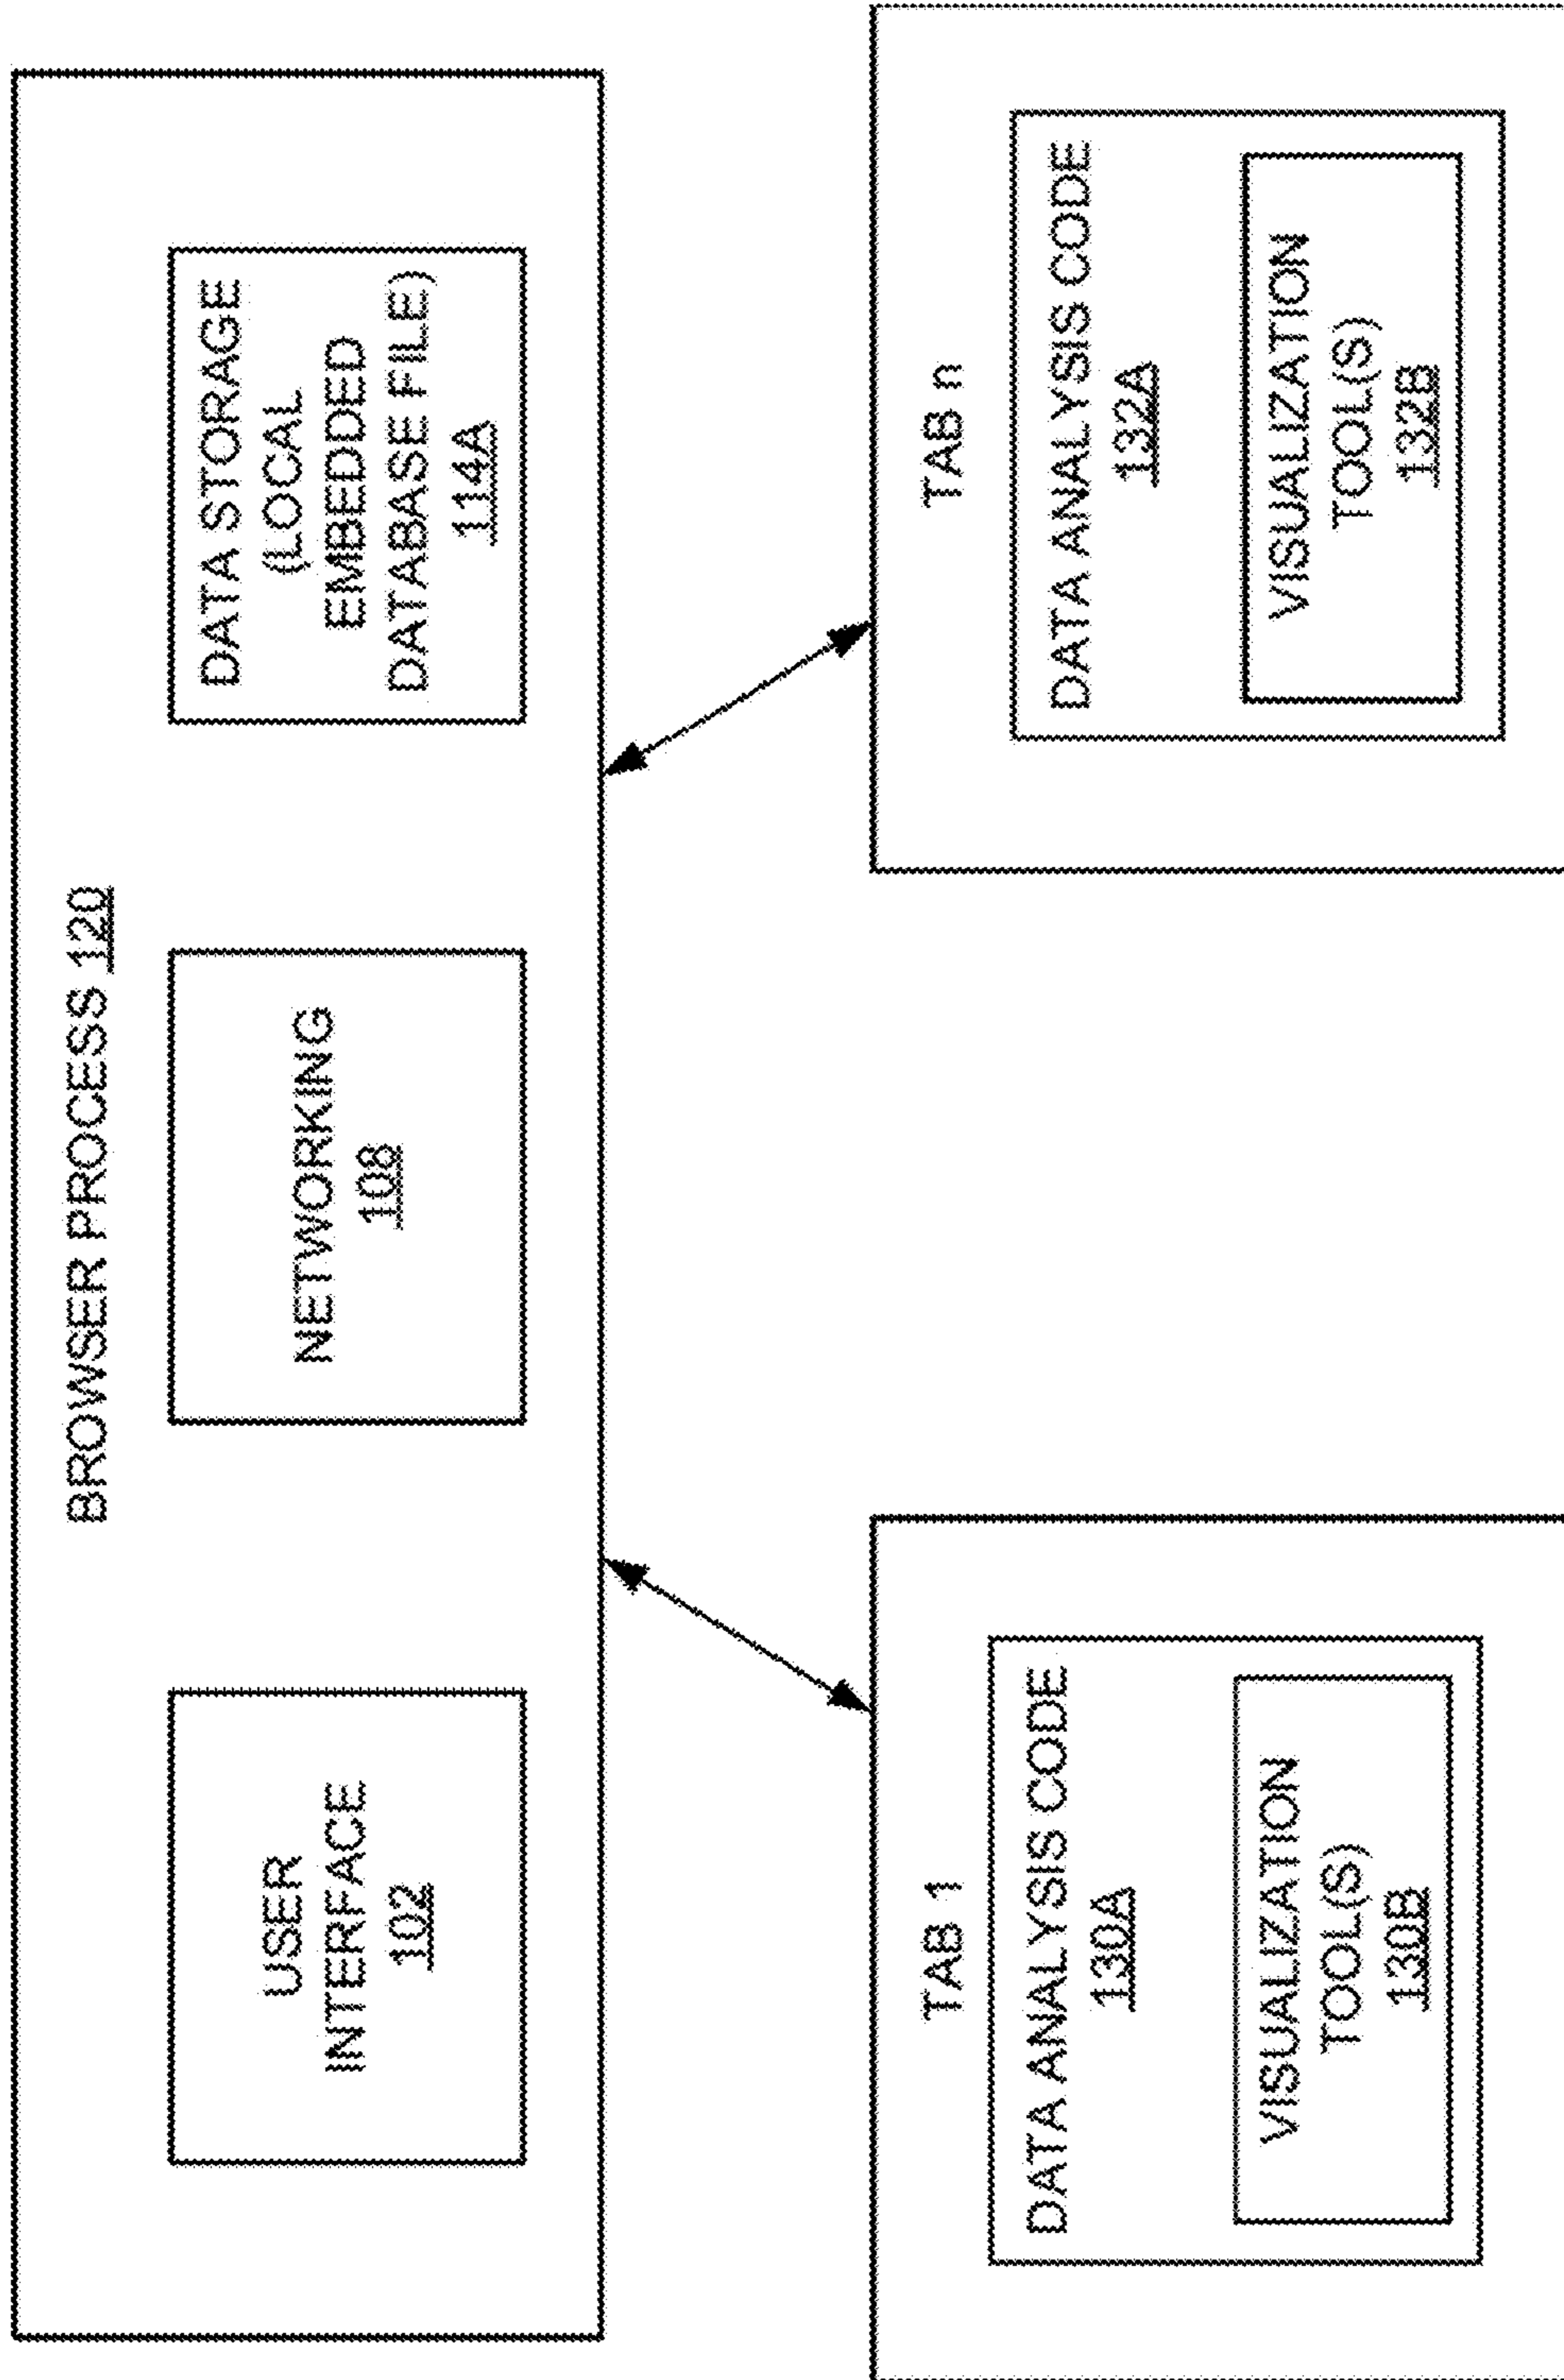 BROWSER PROCESS 120
USER
INTERFACE
102
NETWORKING
108
DATA STORAGE
(LOCAL
EMBEDDED
DATABASE FILE)
114A
TAB 1
DATA ANALYSIS CODE
130A
VISUALIZATION
TOOL(S)
130B
TAB n
DATA ANALYSIS CODE
132A
VISUALIZATION
TOOL(S)
132B